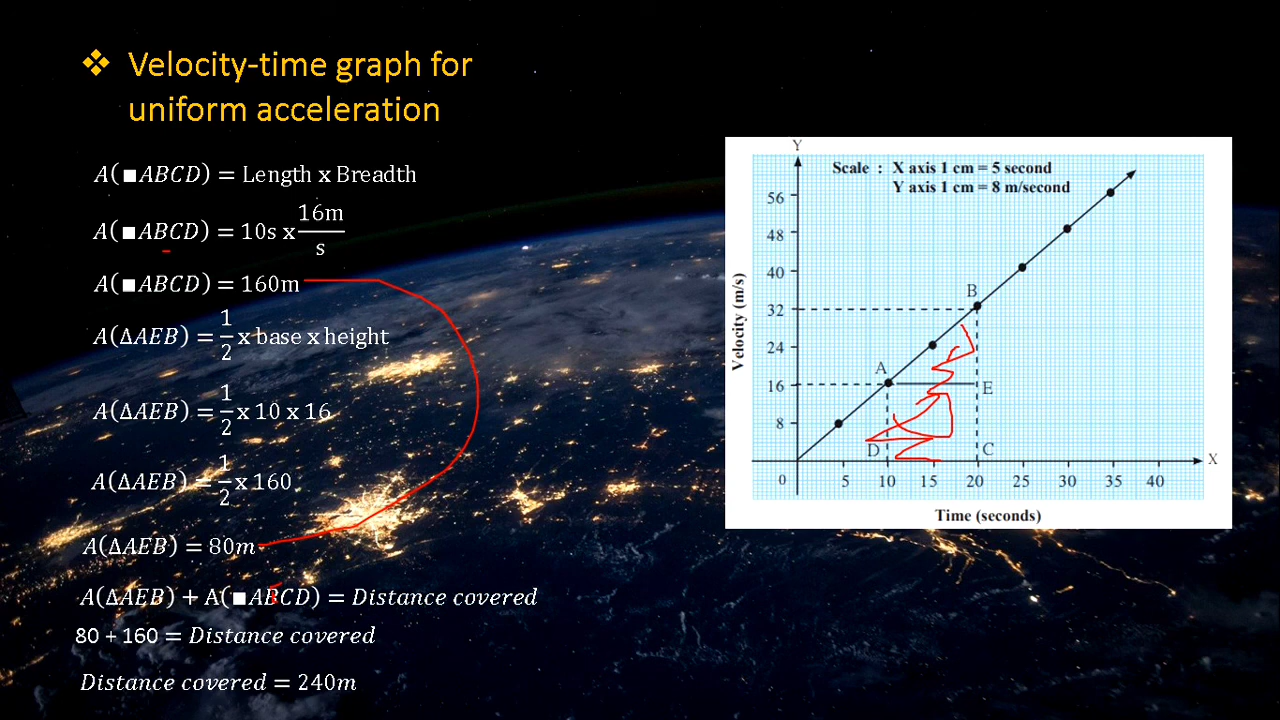 ❖ Velocity-time graph for
uniform acceleration
A(■ABCD) = Length x Breadth
A(■ABCD) = 10s x 16m/s
A(■ABCD) = 160m
A(ΔAEB) = 1/2 x base x height
A(ΔAEB) = 1/2 x 10 x 16
A(ΔAEB) = 1/2 x 160
A(ΔAEB) = 80m
A(ΔAEB) + A(■ABCD) = Distance covered
80 + 160 = Distance covered
Distance covered = 240m
Y
Scale : X axis 1 cm = 5 second
Y axis 1 cm = 8 m/second
56
48
40
32
24
16
8
Velocity (m/s)
B
A
E
D
C
X
0 5 10 15 20 25 30 35 40
Time (seconds)